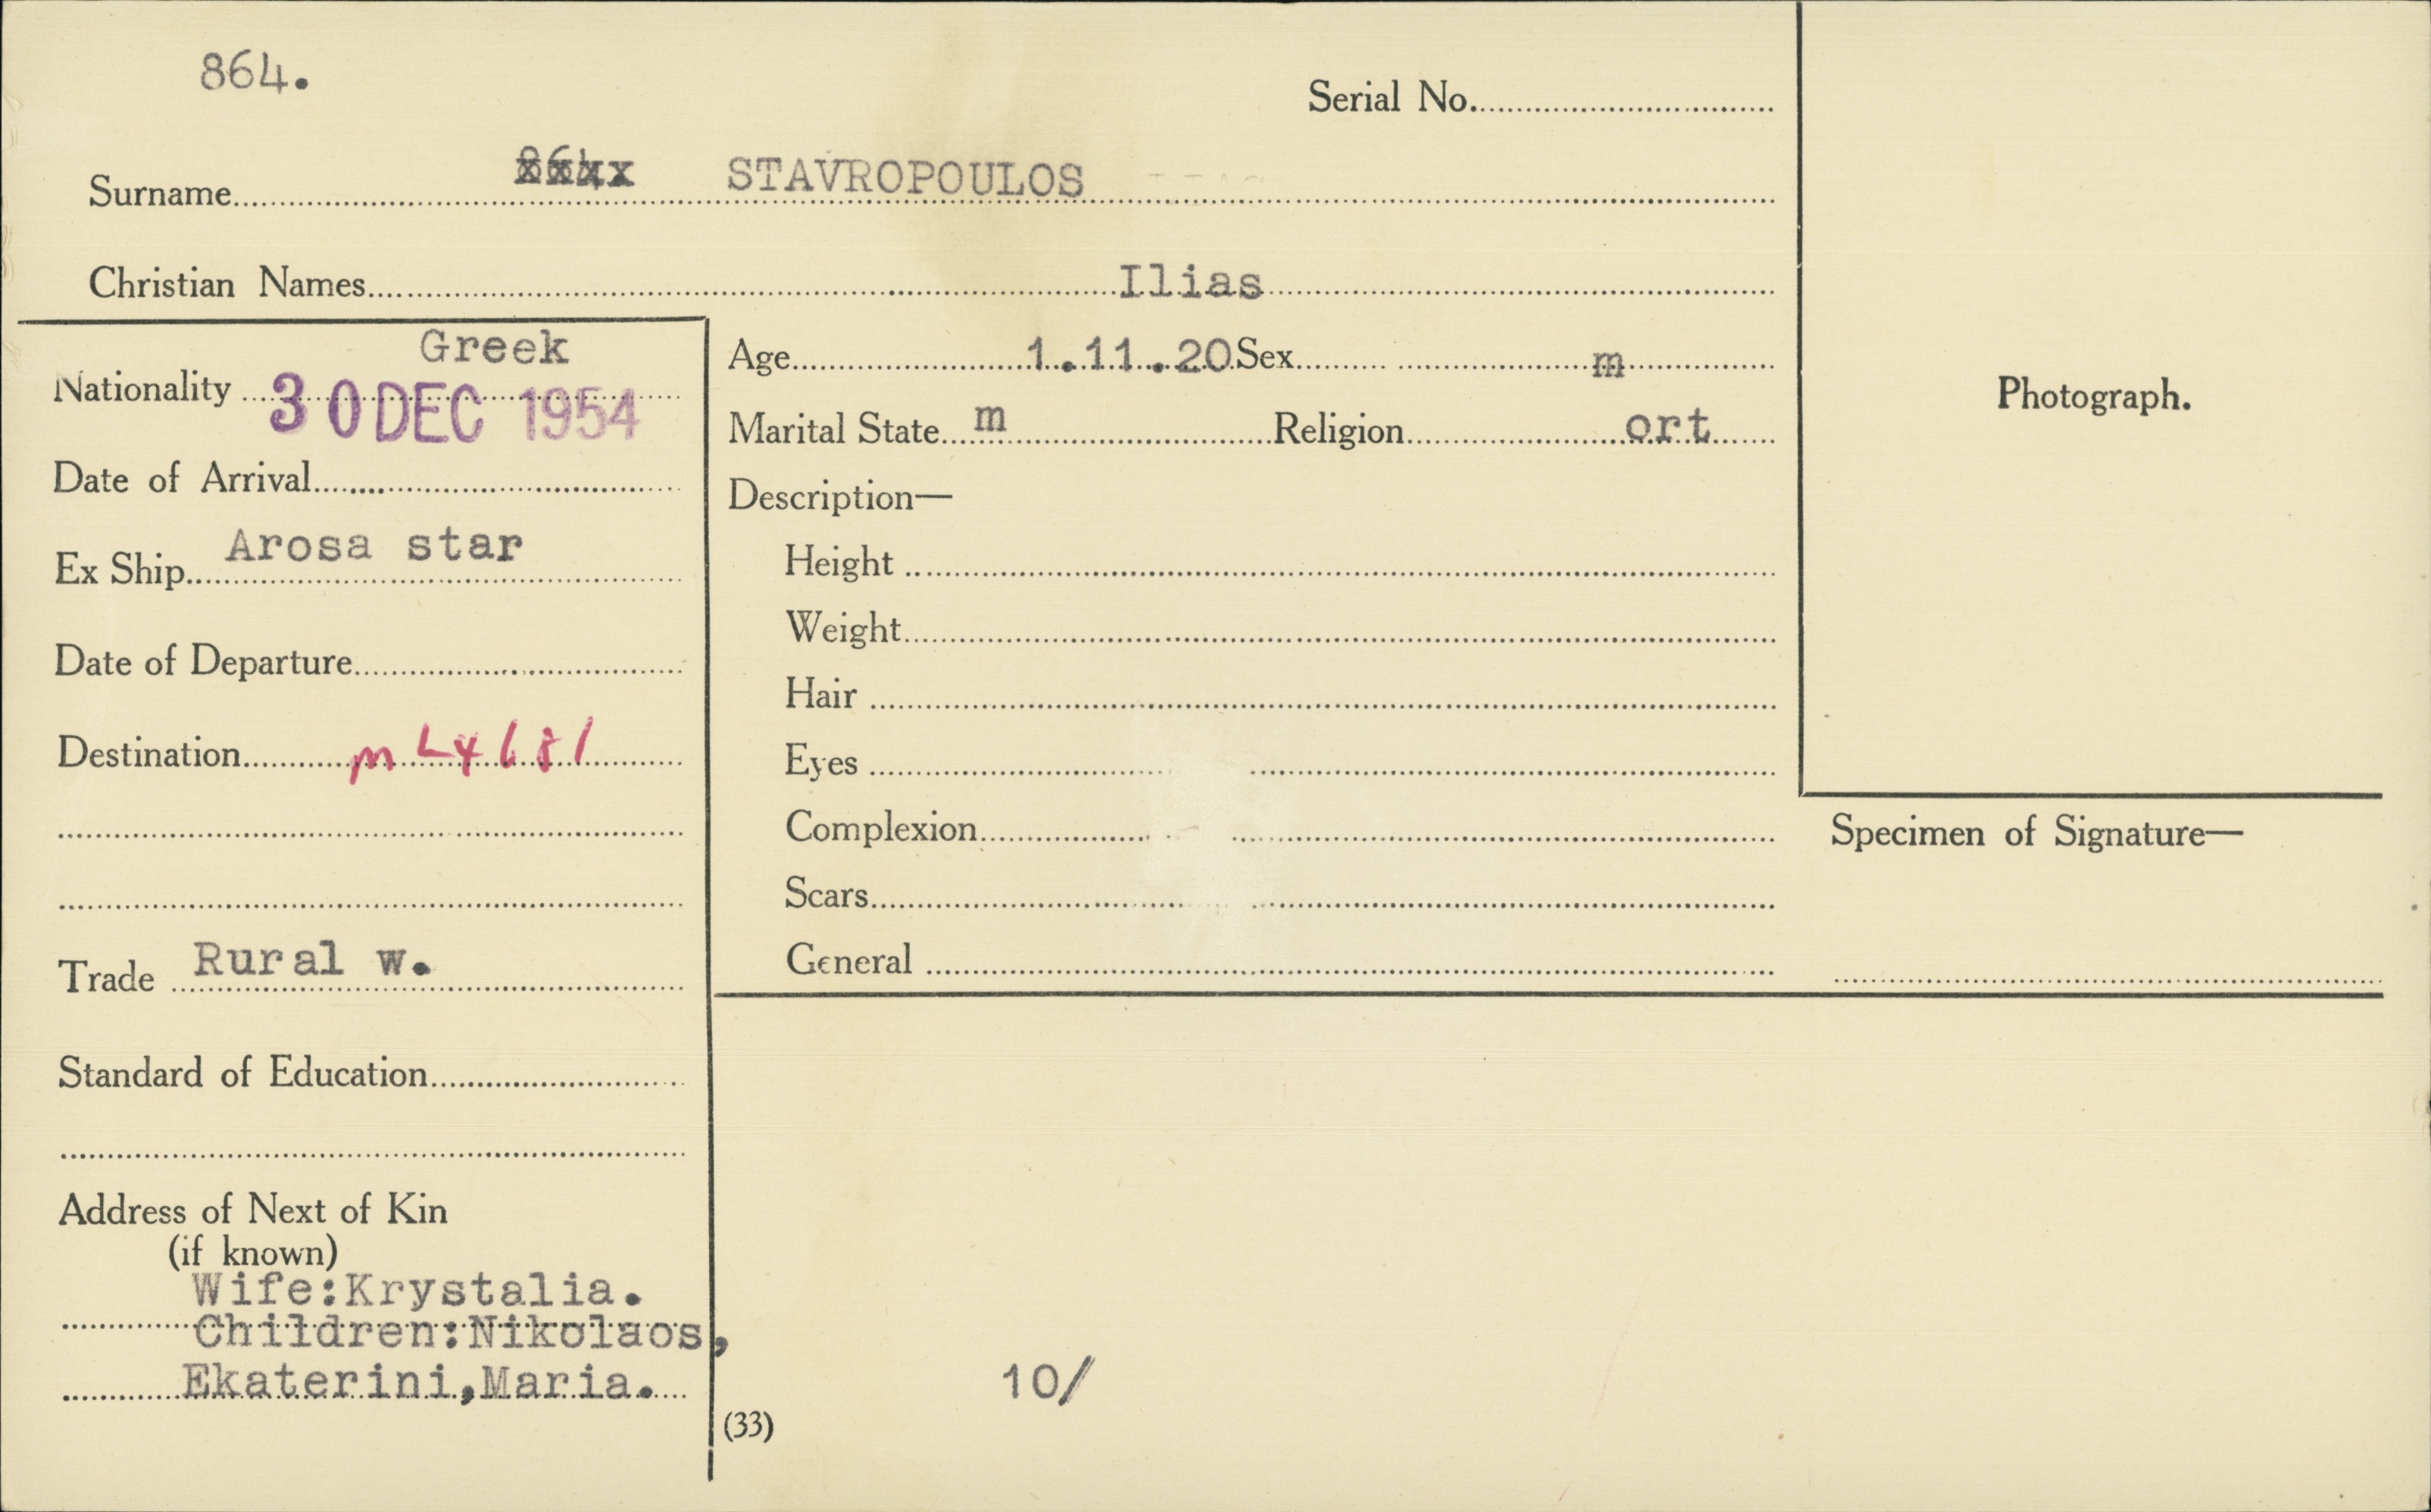 864.
Serial No.
Surname STAVROPOULOS
Christian Names Ilias
Greek
Nationality
30 DEC 1954
Date of Arrival
Ex Ship Arosa star
Date of Departure
Destination
Trade Rural w.
Standard of Education
Address of Next of Kin
(if known)
Wife:Krystalia.
Children:Nikolaos,
Ekaterini,Maria.
Age 1.11.20 Sex m
Marital State m Religion ort
Description—
Height
Weight
Hair
Eyes
Complexion
Scars
General
(33)
10/
Photograph.
Specimen of Signature—